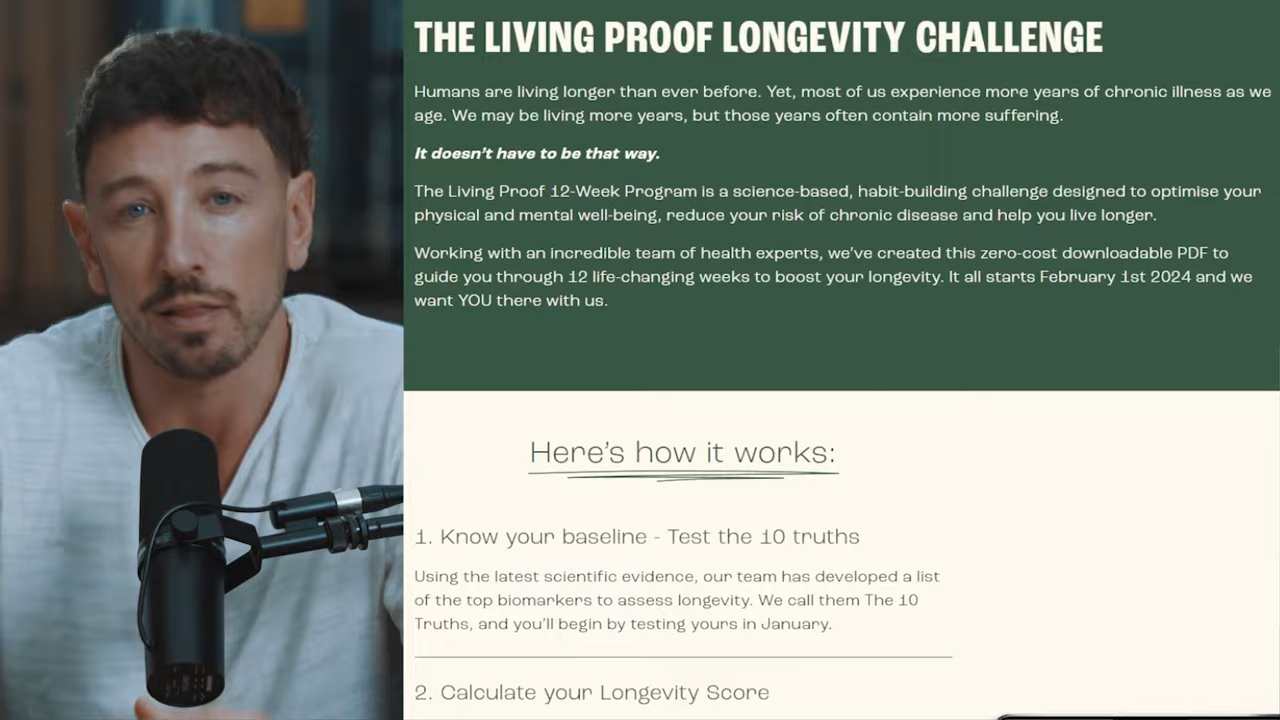 THE LIVING PROOF LONGEVITY CHALLENGE
Humans are living longer than ever before. Yet, most of us experience more years of chronic illness as we
age. We may be living more years, but those years often contain more suffering.
It doesn't have to be that way.
The Living Proof 12-Week Program is a science-based, habit-building challenge designed to optimise your
physical and mental well-being, reduce your risk of chronic disease and help you live longer.
Working with an incredible team of health experts, we've created this zero-cost downloadable PDF to
guide you through 12 life-changing weeks to boost your longevity. It all starts February 1st 2024 and we
want YOU there with us.
Here's how it works:
1. Know your baseline - Test the 10 truths
Using the latest scientific evidence, our team has developed a list
of the top biomarkers to assess longevity. We call them The 10
Truths, and you'll begin by testing yours in January.
2. Calculate your Longevity Score